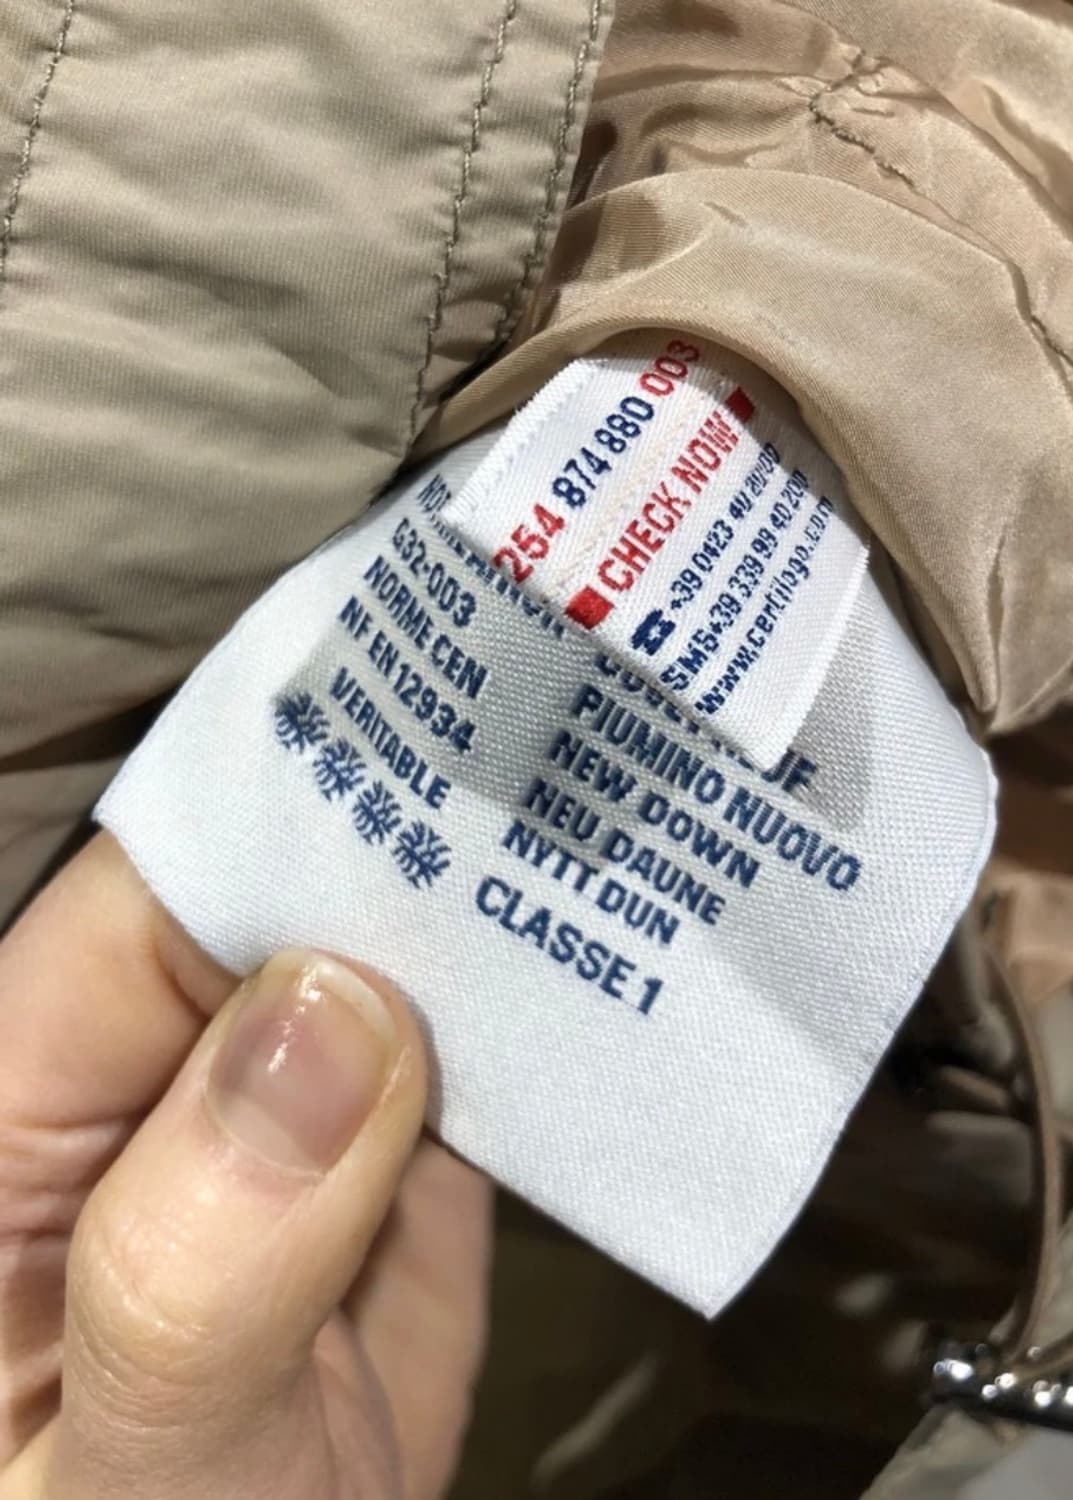 254 874 880 003
CHECK NOW
+39 0423 40 20 00
SMS+39 339 99 40 200
www.certilogo.com
G32-003
NORME CEN
NF EN 12934
VERITABLE
PIUMINO NUOVO
NEW DOWN
NEU DAUNE
NYTT DUN
CLASSE 1